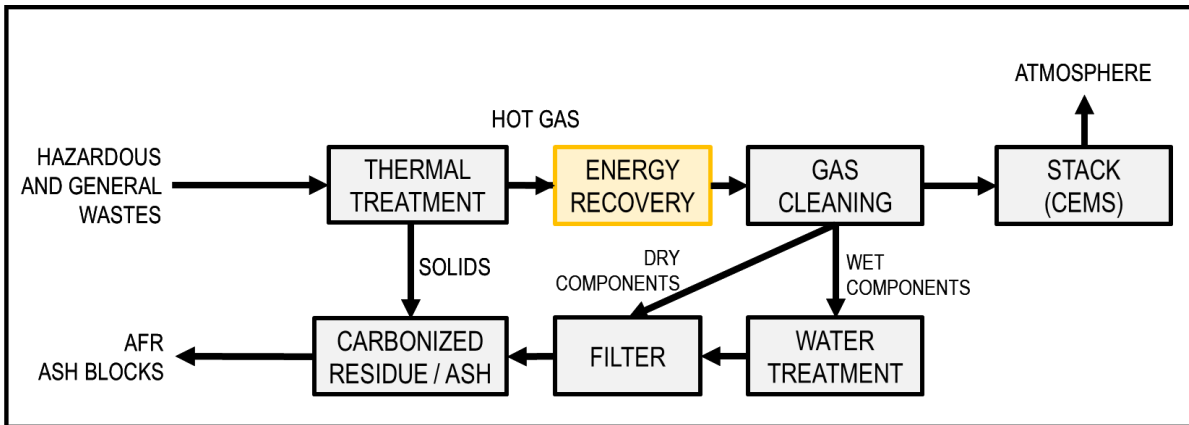 ATMOSPHERE
HOT GAS
HAZARDOUS
AND GENERAL
WASTES
THERMAL
TREATMENT
ENERGY
RECOVERY
GAS
CLEANING
STACK
(CEMS)
SOLIDS
DRY
COMPONENTS
WET
COMPONENTS
AFR
ASH BLOCKS
CARBONIZED
RESIDUE / ASH
FILTER
WATER
TREATMENT